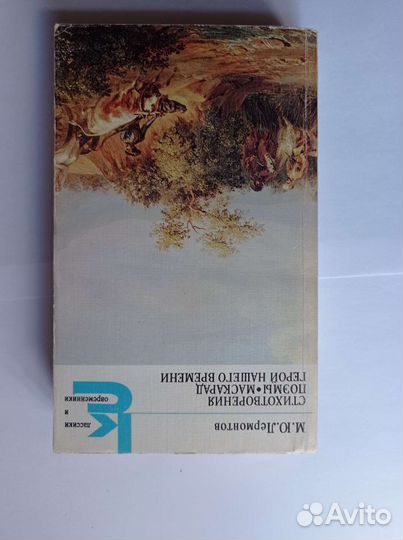 М.Ю.Лермонтов
СТИХОТВОРЕНИЯ
ПОЭМЫ•МАСКАРАД
ГЕРОЙ НАШЕГО ВРЕМЕНИ
К
лассики
и
С
овременники
Avito